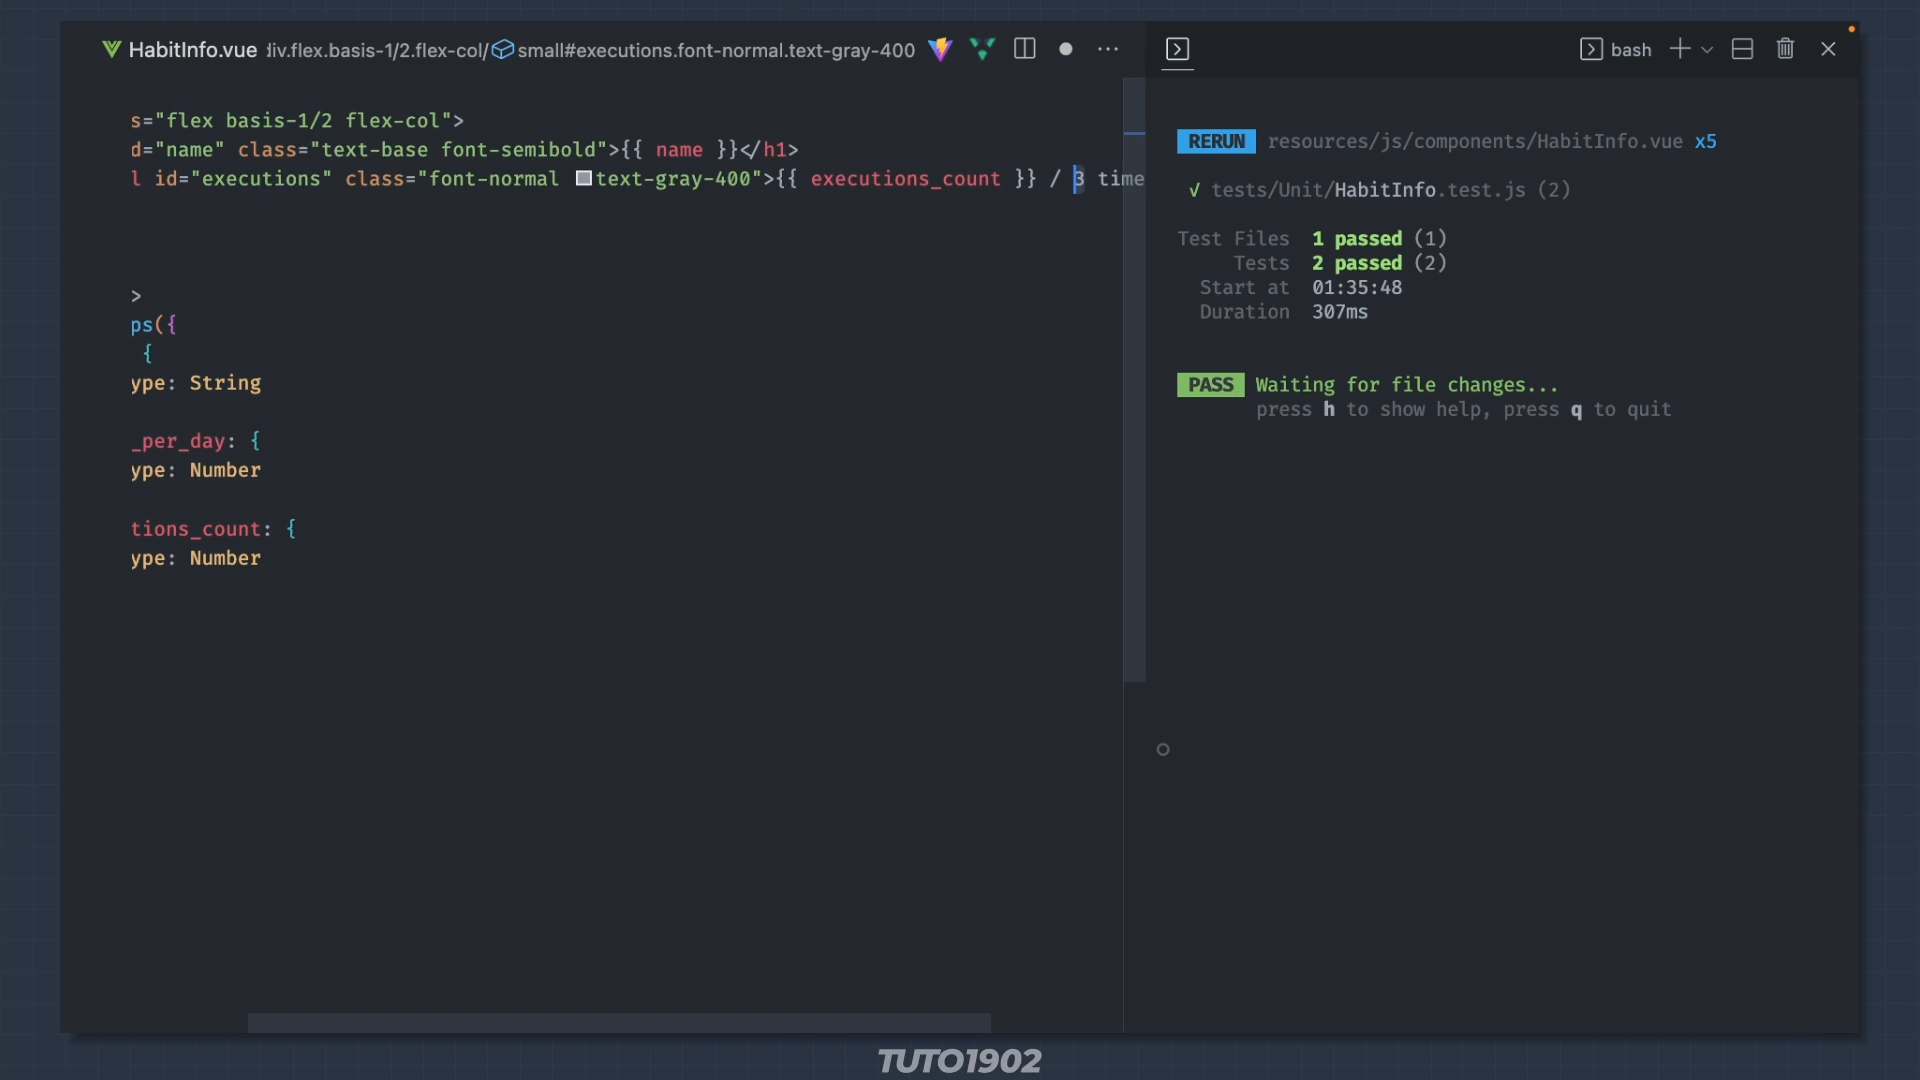 HabitInfo.vue div.flex.basis-1/2.flex-col/ small#executions.font-normal.text-gray-400 ...
s="flex basis-1/2 flex-col">
d="name" class="text-base font-semibold">{{ name }}</h1>
l id="executions" class="font-normal text-gray-400">{{ executions_count }} / 3 time
>
ps({
{
ype: String
_per_day: {
ype: Number
tions_count: {
ype: Number
bash
RERUN resources/js/components/HabitInfo.vue x5
√ tests/Unit/HabitInfo.test.js (2)
Test Files 1 passed (1)
Tests 2 passed (2)
Start at 01:35:48
Duration 307ms
PASS Waiting for file changes...
press h to show help, press q to quit
TUTO1902